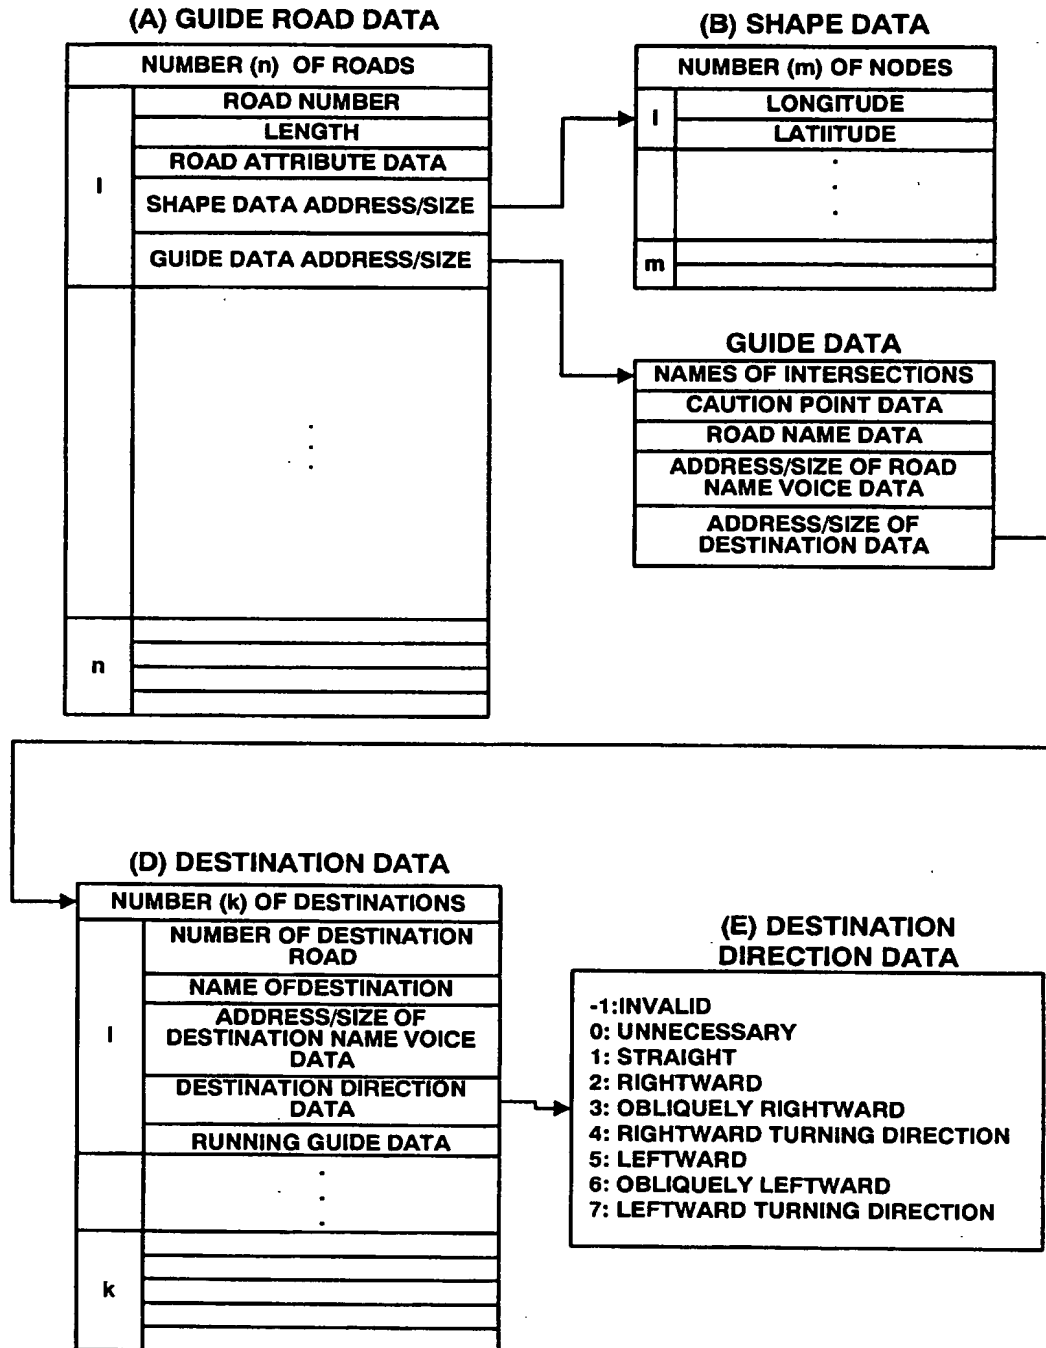 (A) GUIDE ROAD DATA
NUMBER (n) OF ROADS
I
ROAD NUMBER
LENGTH
ROAD ATTRIBUTE DATA
SHAPE DATA ADDRESS/SIZE
GUIDE DATA ADDRESS/SIZE
n
(B) SHAPE DATA
NUMBER (m) OF NODES
I
LONGITUDE
LATIITUDE
m
GUIDE DATA
NAMES OF INTERSECTIONS
CAUTION POINT DATA
ROAD NAME DATA
ADDRESS/SIZE OF ROAD
NAME VOICE DATA
ADDRESS/SIZE OF
DESTINATION DATA
(D) DESTINATION DATA
NUMBER (k) OF DESTINATIONS
I
NUMBER OF DESTINATION
ROAD
NAME OFDESTINATION
ADDRESS/SIZE OF
DESTINATION NAME VOICE
DATA
DESTINATION DIRECTION
DATA
RUNNING GUIDE DATA
k
(E) DESTINATION
DIRECTION DATA
-1:INVALID
0: UNNECESSARY
1: STRAIGHT
2: RIGHTWARD
3: OBLIQUELY RIGHTWARD
4: RIGHTWARD TURNING DIRECTION
5: LEFTWARD
6: OBLIQUELY LEFTWARD
7: LEFTWARD TURNING DIRECTION